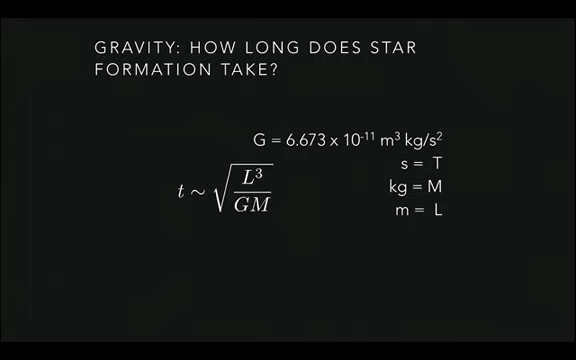 GRAVITY: HOW LONG DOES STAR
FORMATION TAKE?
G = 6.673 x 10⁻¹¹ m³ kg/s²
s = T
t ∼ √(L³/GM)
kg = M
m = L